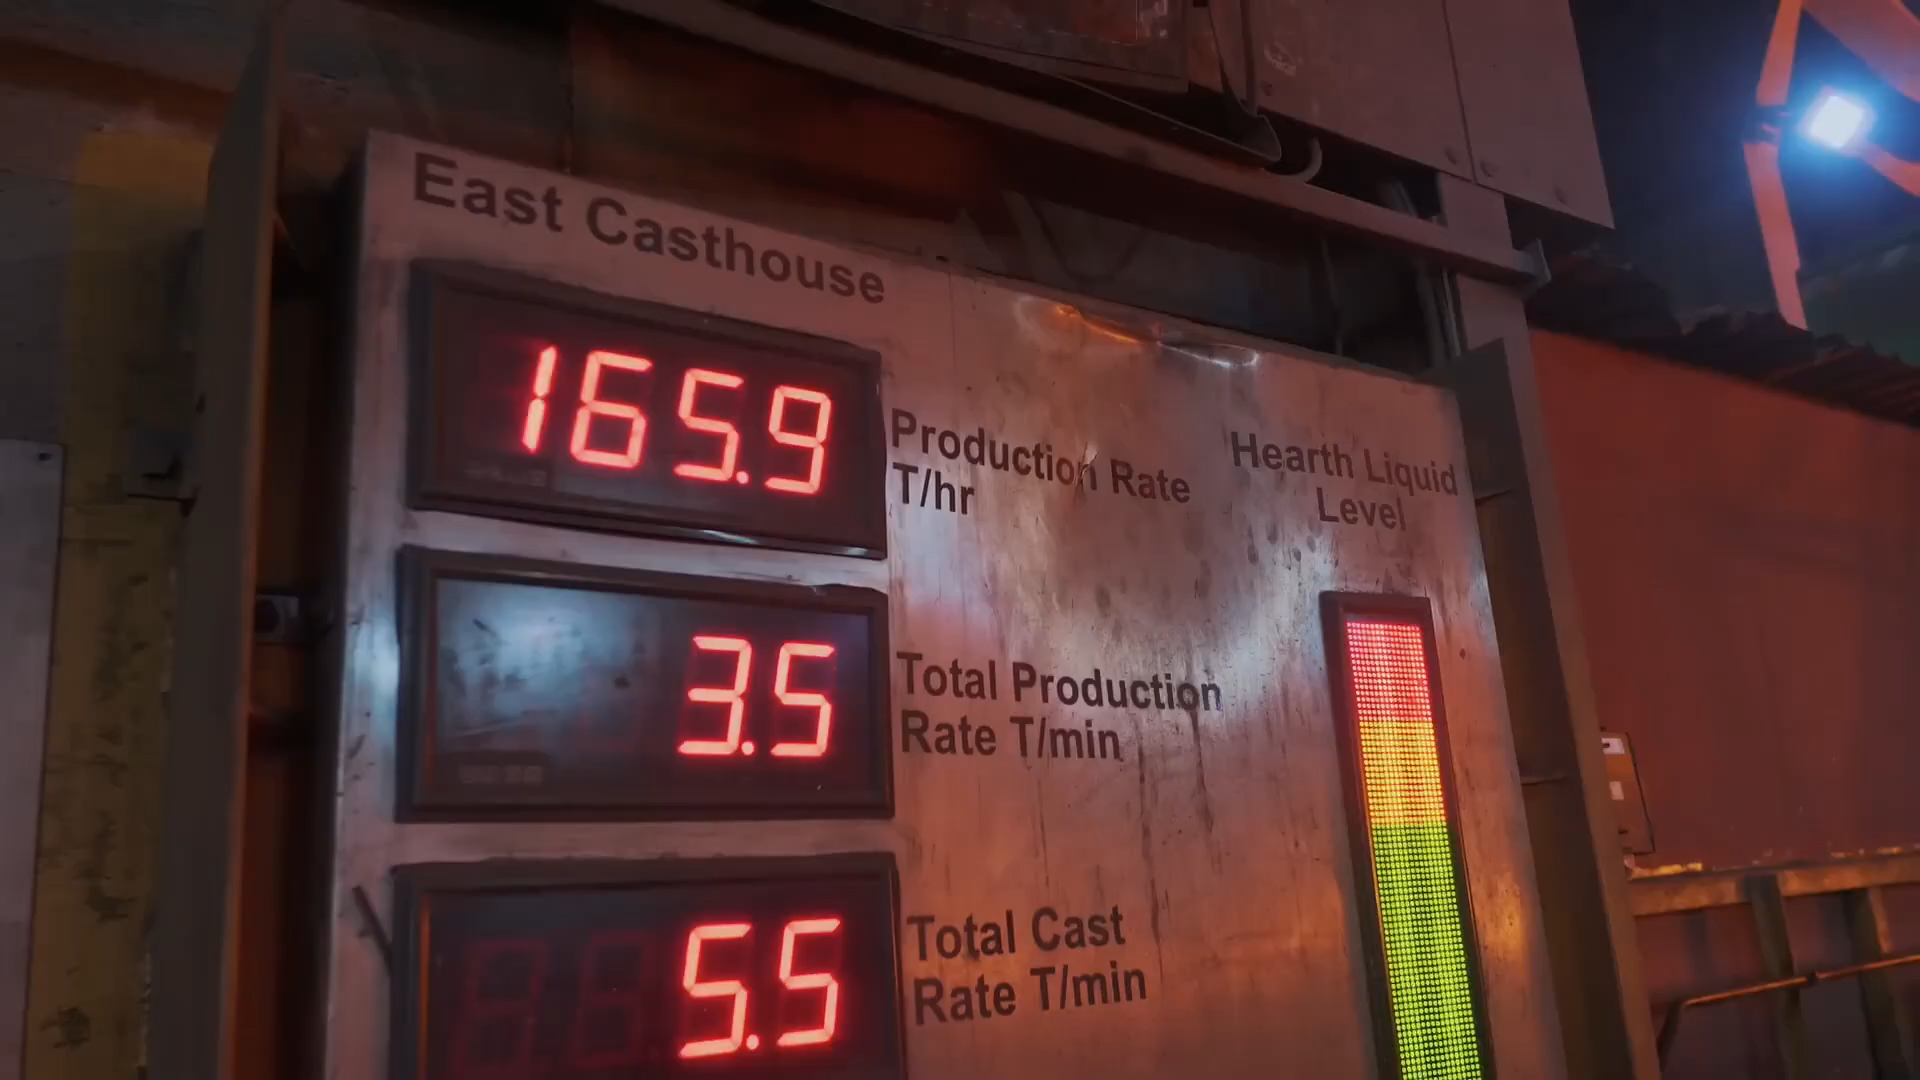 East Casthouse
165.9
Production Rate
T/hr
Hearth Liquid
Level
3.5
Total Production
Rate T/min
5.5
Total Cast
Rate T/min